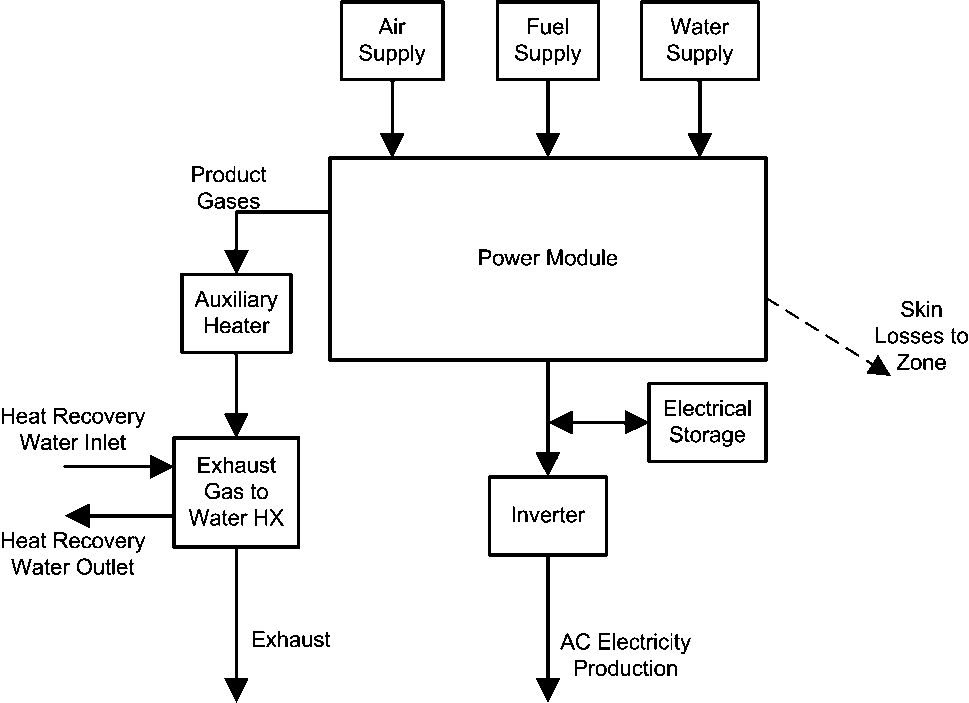 Air
Supply
Fuel
Supply
Water
Supply
Product
Gases
Power Module
Auxiliary
Heater
Skin
Losses to
Zone
Heat Recovery
Water Inlet
Electrical
Storage
Exhaust
Gas to
Water HX
Inverter
Heat Recovery
Water Outlet
Exhaust
AC Electricity
Production